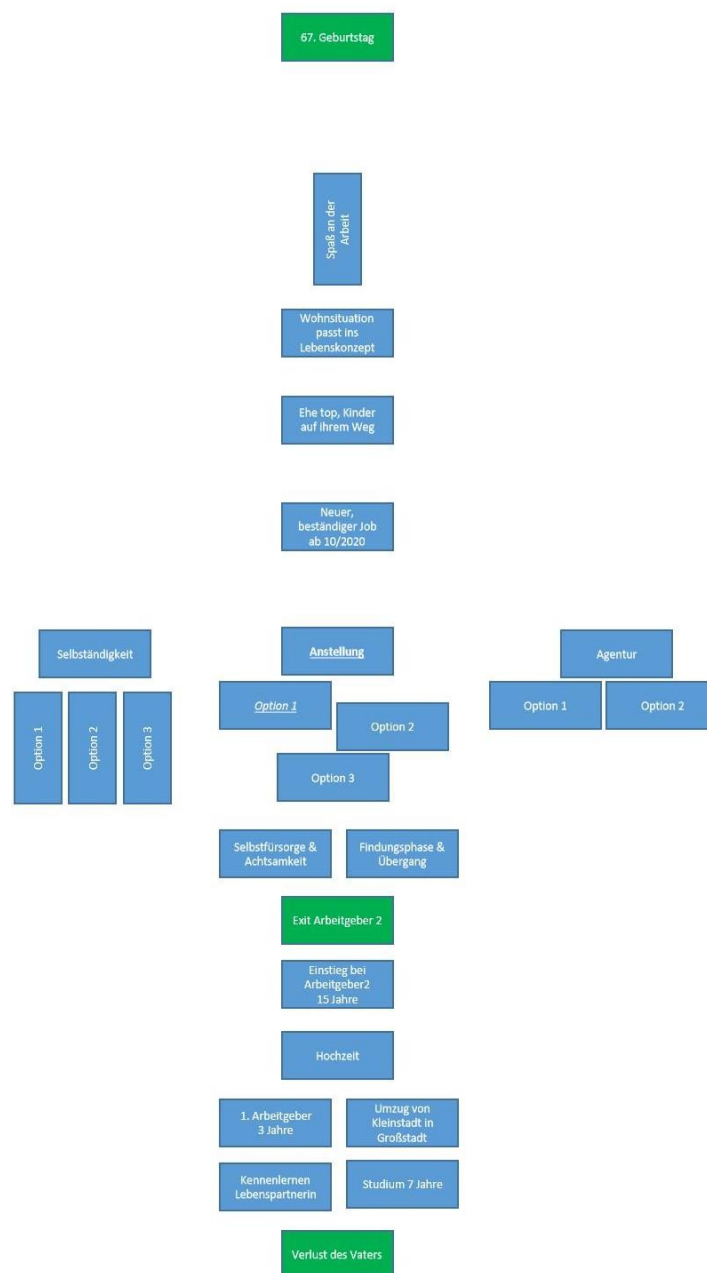 67. Geburtstag
Spaß an der
Arbeit
Wohnsituation
passt ins
Lebenskonzept
Ehe top, Kinder
auf ihrem Weg
Neuer,
beständiger Job
ab 10/2020
Selbständigkeit
Anstellung
Agentur
Option 1
Option 2
Option 3
Option 1
Option 2
Option 3
Option 1
Option 2
Selbstfürsorge &
Achtsamkeit
Findungsphase &
Übergang
Exit Arbeitgeber 2
Einstieg bei
Arbeitgeber2
15 Jahre
Hochzeit
1. Arbeitgeber
3 Jahre
Umzug von
Kleinstadt in
Großstadt
Kennenlernen
Lebenspartnerin
Studium 7 Jahre
Verlust des Vaters